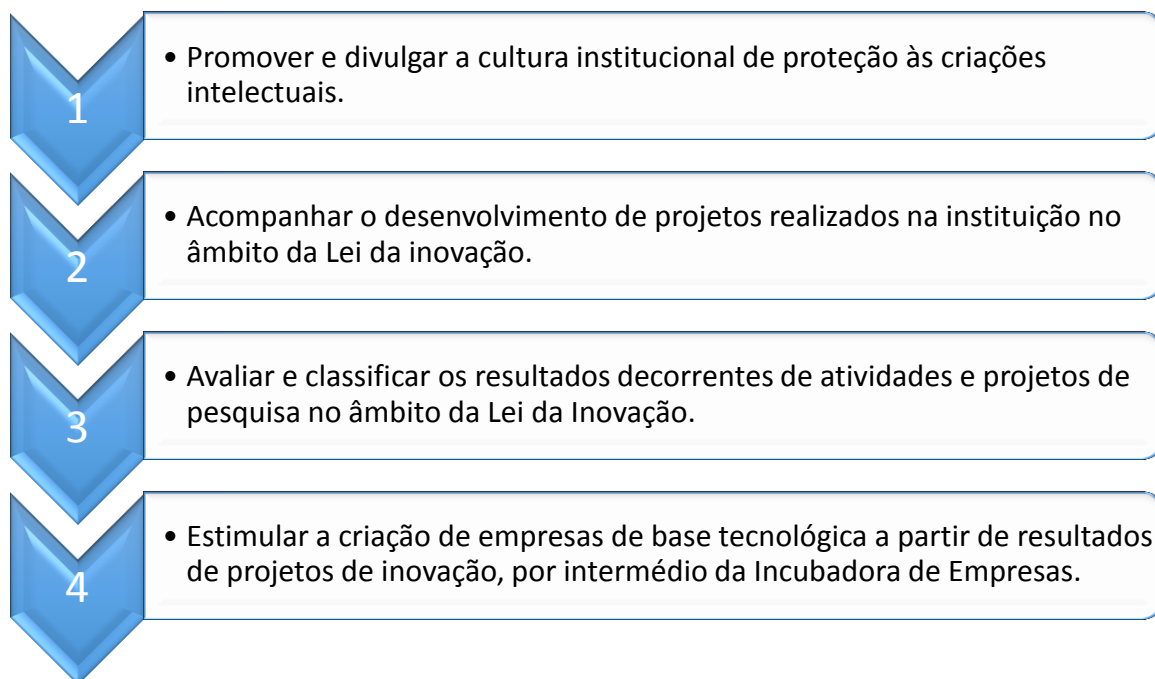 1
• Promover e divulgar a cultura institucional de proteção às criações
intelectuais.
2
• Acompanhar o desenvolvimento de projetos realizados na instituição no
âmbito da Lei da inovação.
3
• Avaliar e classificar os resultados decorrentes de atividades e projetos de
pesquisa no âmbito da Lei da Inovação.
4
• Estimular a criação de empresas de base tecnológica a partir de resultados
de projetos de inovação, por intermédio da Incubadora de Empresas.